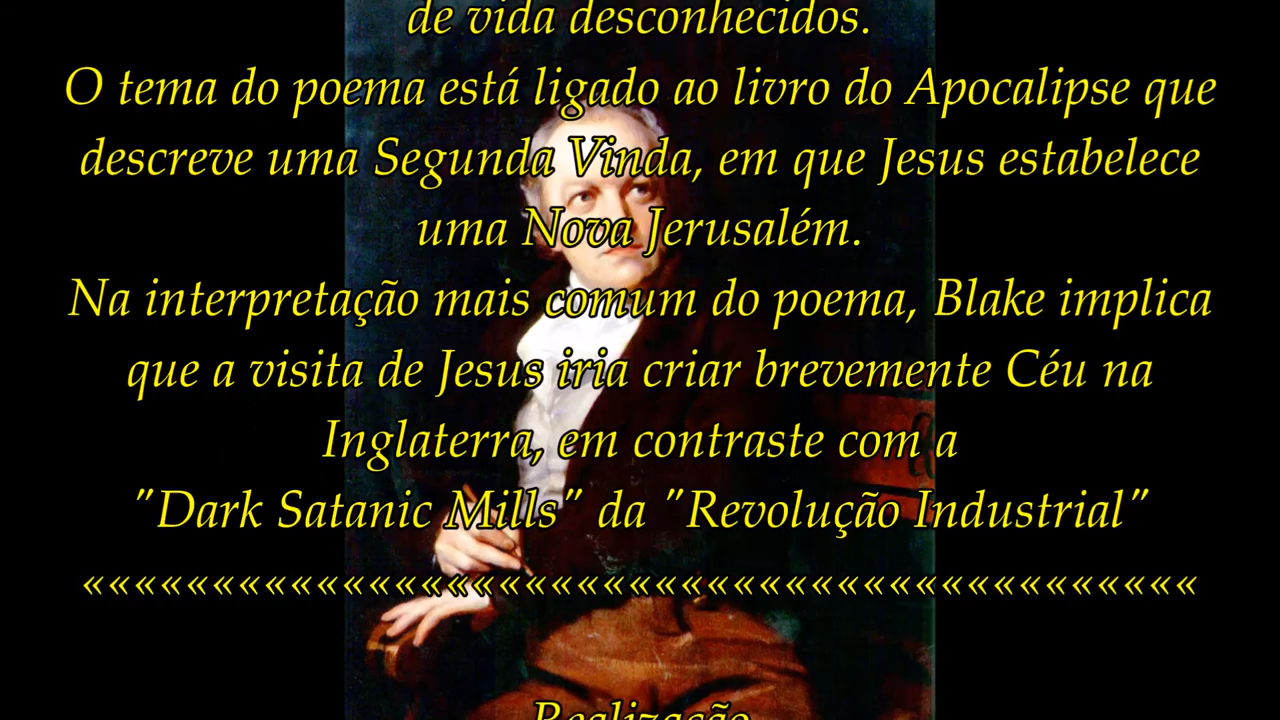 de vida desconhecidos.
O tema do poema está ligado ao livro do Apocalipse que
descreve uma Segunda Vinda, em que Jesus estabelece
uma Nova Jerusalém.
Na interpretação mais comum do poema, Blake implica
que a visita de Jesus iria criar brevemente Céu na
Inglaterra, em contraste com a
"Dark Satanic Mills" da "Revolução Industrial"
«««««««««««««««««««««««««««««««««««««««««««
Realização